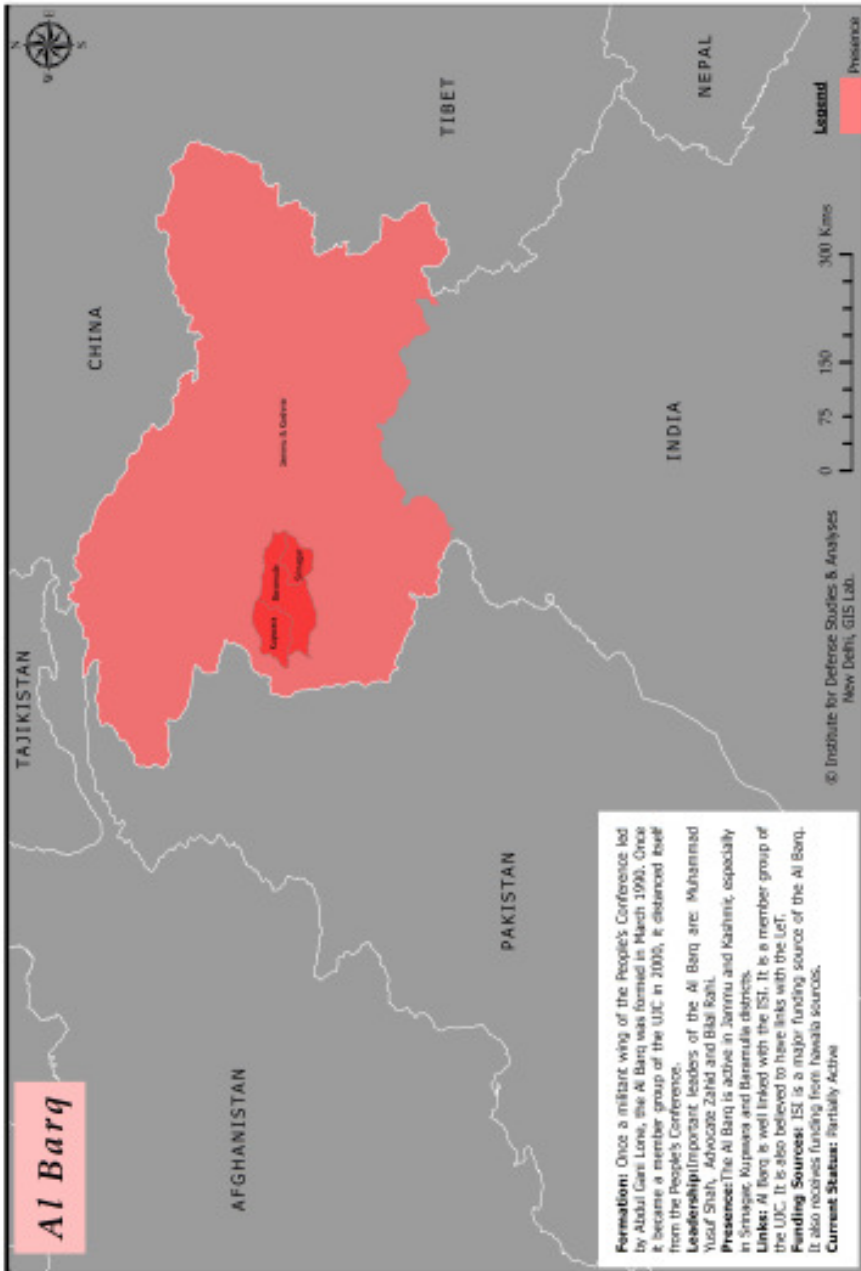 Al Barq
N
E
S
W
TAJIKISTAN
CHINA
AFGHANISTAN
PAKISTAN
TIBET
INDIA
NEPAL
Jammu & Kashmir
Kupwara
Baramulla
Srinagar
Formation: Once a militant wing of the People's Conference led
by Abdul Gani Lone, the Al Barq was formed in March 1990. Once
it became a member group of the UJC in 2000, it distanced itself
from the People's Conference.
Leadership:Important leaders of the Al Barq are: Muhammad
Yusuf Shah, Advocate Zahid and Bilal Rahi.
Presence:The Al Barq is active in Jammu and Kashmir, especially
in Srinagar, Kupwara and Baramulla districts.
Links: Al Barq is well linked with the ISI. It is a member group of
the UJC. It is also believed to have links with the LeT.
Funding Sources: ISI is a major funding source of the Al Barq.
It also receives funding from hawala sources.
Current Status: Partially Active
© Institute for Defense Studies & Analyses
New Delhi, GIS Lab.
0 75 150 300 Kms
Legend
Presence